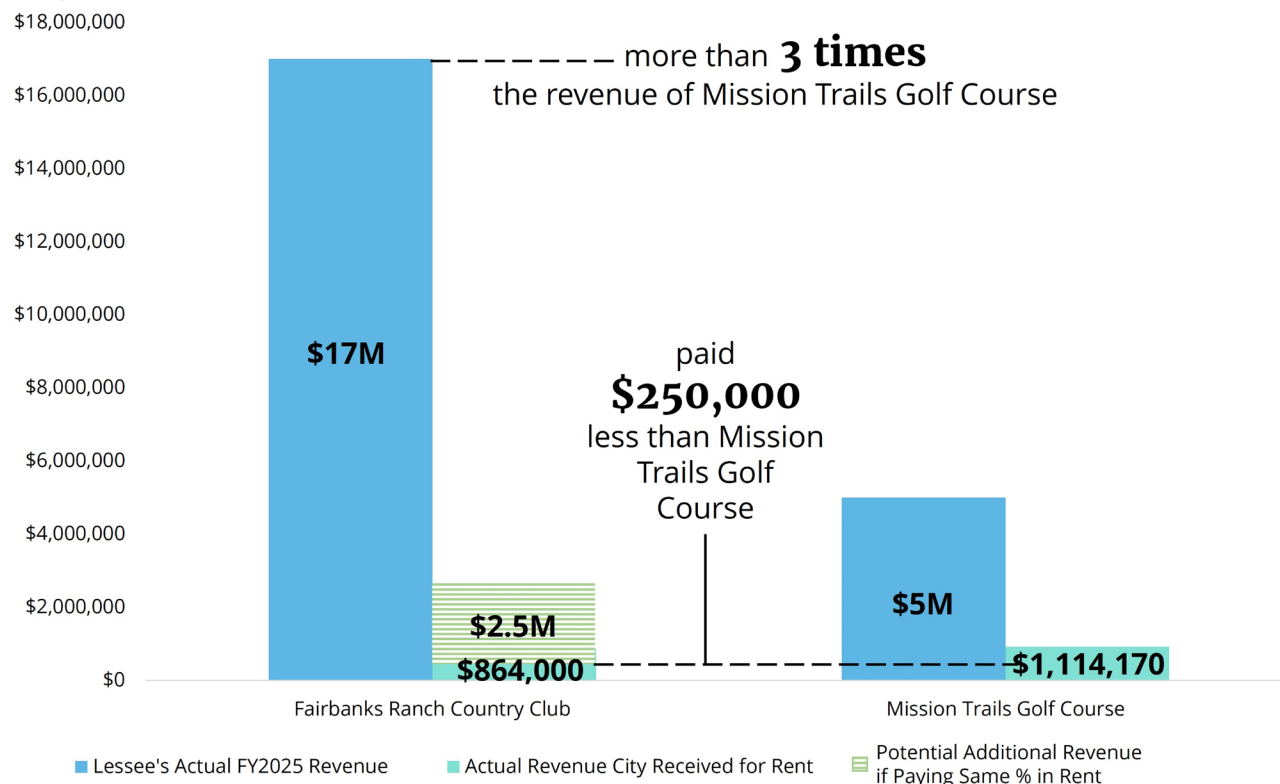 $18,000,000
more than 3 times
the revenue of Mission Trails Golf Course
$16,000,000
$14,000,000
$12,000,000
$10,000,000
$17M
paid
$8,000,000
$250,000
less than Mission
$6,000,000
Trails Golf
Course
$4,000,000
$2,000,000
$5M
$2.5M
$864,000
$1,114,170
$0
Fairbanks Ranch Country Club
Mission Trails Golf Course
Lessee's Actual FY2025 Revenue
Actual Revenue City Received for Rent
Potential Additional Revenue
if Paying Same % in Rent